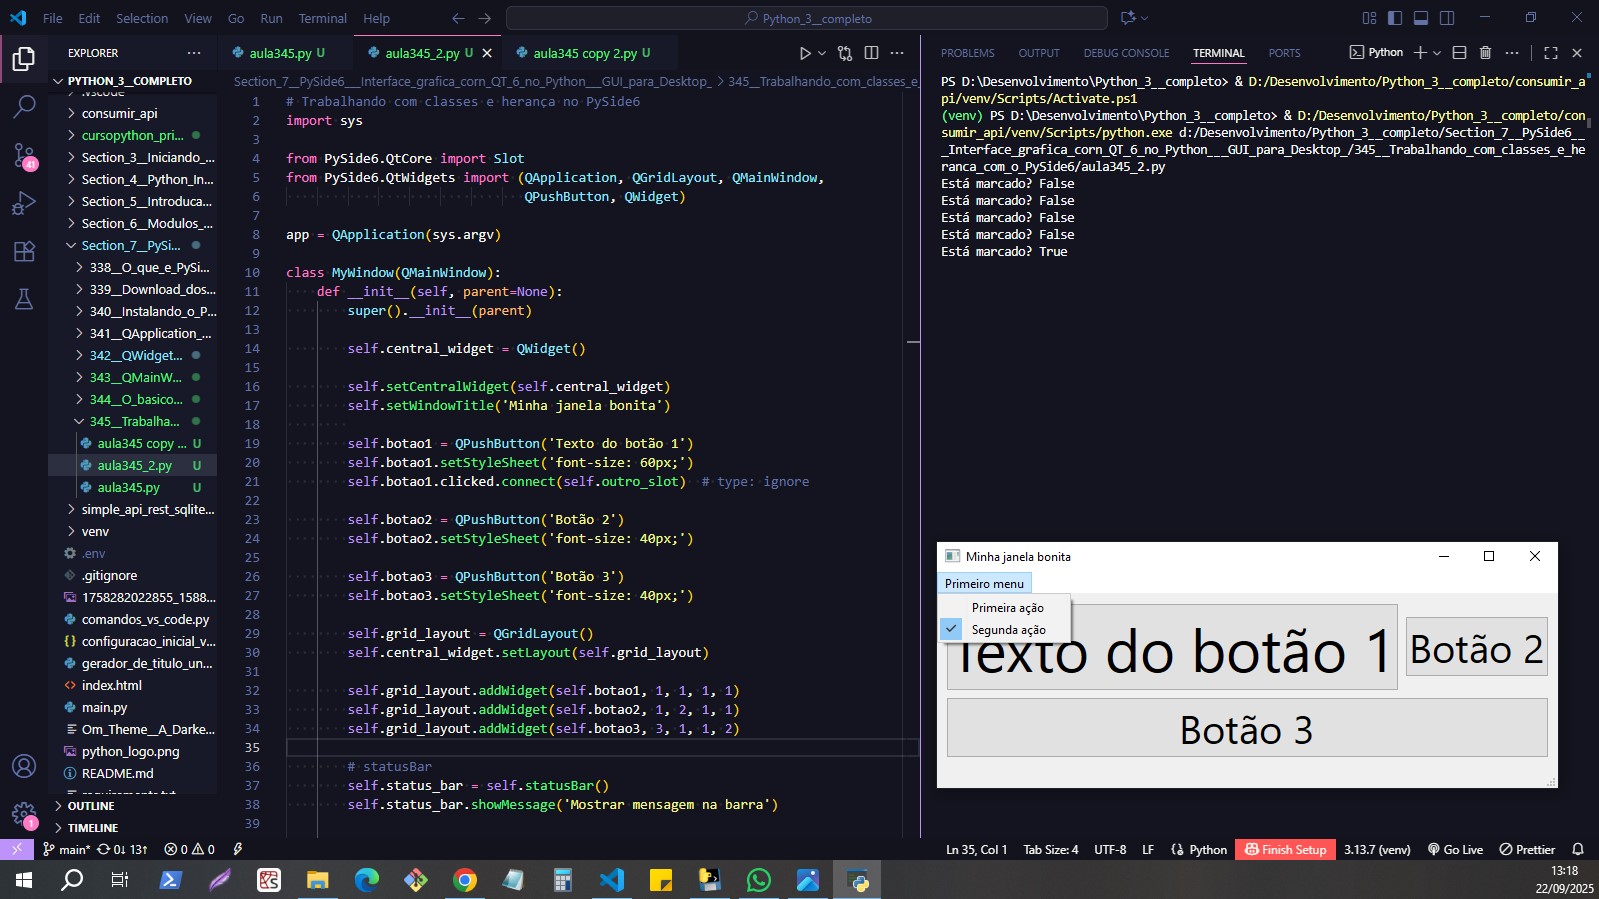 File Edit Selection View Go Run Terminal Help
Python_3__completo
EXPLORER
PYTHON_3__COMPLETO
.vscode
consumir_api
cursopython_pri...
Section_3__Iniciando_...
Section_4__Python_In...
Section_5__Introduca...
Section_6__Modulos_...
Section_7__PySi...
338__O_que_e_PySi...
339__Download_dos...
340__Instalando_o_P...
341__QApplication_...
342__QWidget...
343__QMainW...
344__O_basico...
345__Trabalha...
aula345 copy ... U
aula345_2.py U
aula345.py U
simple_api_rest_sqlite...
venv
.env
.gitignore
1758282022855_1588...
comandos_vs_code.py
configuracao_inicial_v...
gerador_de_titulo_un...
index.html
main.py
Om_Theme__A_Darke...
python_logo.png
README.md
requirements.txt
OUTLINE
TIMELINE
41
1
aula345.py U
aula345_2.py U
aula345 copy 2.py U
Section_7__PySide6___Interface_grafica_corn_QT_6_no_Python___GUI_para_Desktop_ > 345__Trabalhando_com_classes_e_
1 # Trabalhando com classes e herança no PySide6
2 import sys
3
4 from PySide6.QtCore import Slot
5 from PySide6.QtWidgets import (QApplication, QGridLayout, QMainWindow,
6 QPushButton, QWidget)
7
8 app = QApplication(sys.argv)
9
10 class MyWindow(QMainWindow):
11 def __init__(self, parent=None):
12 super().__init__(parent)
13
14 self.central_widget = QWidget()
15
16 self.setCentralWidget(self.central_widget)
17 self.setWindowTitle('Minha janela bonita')
18
19 self.botao1 = QPushButton('Texto do botão 1')
20 self.botao1.setStyleSheet('font-size: 60px;')
21 self.botao1.clicked.connect(self.outro_slot) # type: ignore
22
23 self.botao2 = QPushButton('Botão 2')
24 self.botao2.setStyleSheet('font-size: 40px;')
25
26 self.botao3 = QPushButton('Botão 3')
27 self.botao3.setStyleSheet('font-size: 40px;')
28
29 self.grid_layout = QGridLayout()
30 self.central_widget.setLayout(self.grid_layout)
31
32 self.grid_layout.addWidget(self.botao1, 1, 1, 1, 1)
33 self.grid_layout.addWidget(self.botao2, 1, 2, 1, 1)
34 self.grid_layout.addWidget(self.botao3, 3, 1, 1, 2)
35
36 # statusBar
37 self.status_bar = self.statusBar()
38 self.status_bar.showMessage('Mostrar mensagem na barra')
39
PROBLEMS OUTPUT DEBUG CONSOLE TERMINAL PORTS
Python
PS D:\Desenvolvimento\Python_3__completo> & D:/Desenvolvimento/Python_3__completo/consumir_a
pi/venv/Scripts/Activate.ps1
(venv) PS D:\Desenvolvimento\Python_3__completo> & D:/Desenvolvimento/Python_3__completo/con
sumir_api/venv/Scripts/python.exe d:/Desenvolvimento/Python_3__completo/Section_7__PySide6__
_Interface_grafica_corn_QT_6_no_Python___GUI_para_Desktop_/345__Trabalhando_com_classes_e_he
ranca_com_o_PySide6/aula345_2.py
Está marcado? False
Está marcado? False
Está marcado? False
Está marcado? False
Está marcado? True
Minha janela bonita
Primeiro menu
Primeira ação
Segunda ação
Texto do botão 1
Botão 2
Botão 3
main* 0↓ 13↑ 0 0
Ln 35, Col 1 Tab Size: 4 UTF-8 LF Python Finish Setup 3.13.7 (venv) Go Live Prettier
13:18
22/09/2025